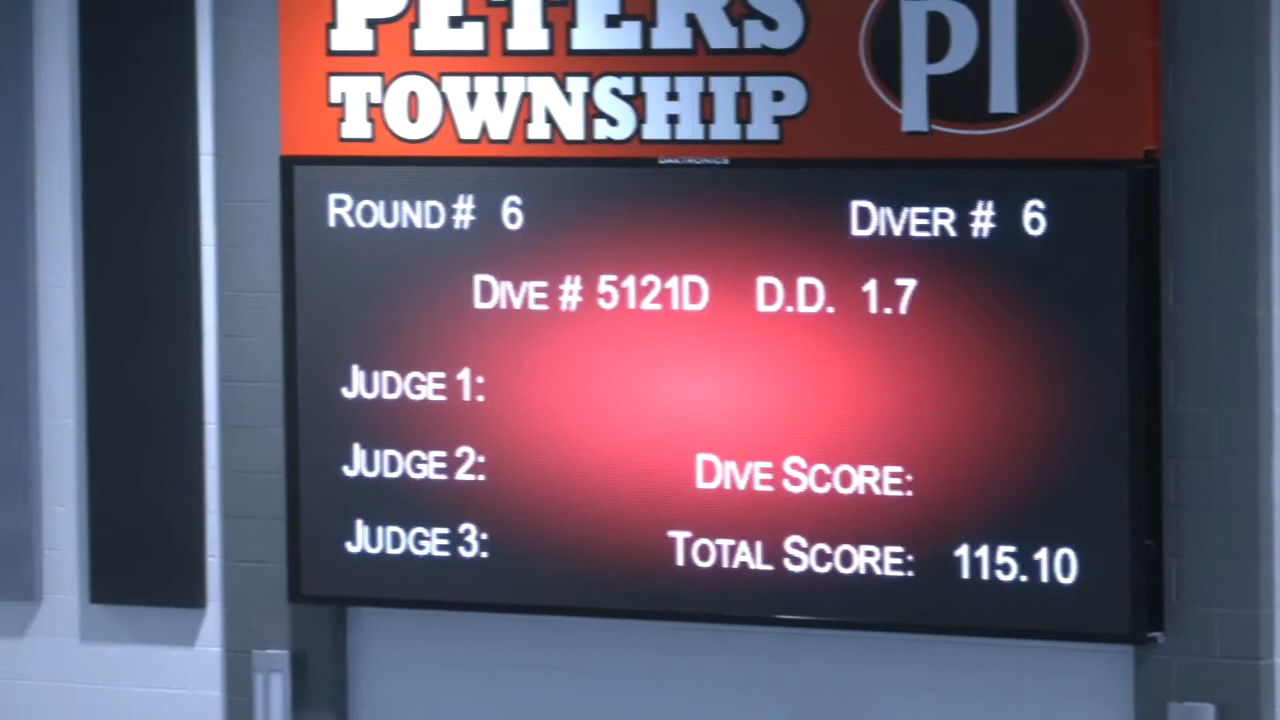 PETERS
TOWNSHIP
PT
DAKTRONICS
ROUND # 6
DIVER # 6
DIVE # 5121D D.D. 1.7
JUDGE 1:
JUDGE 2:
DIVE SCORE:
JUDGE 3:
TOTAL SCORE: 115.10